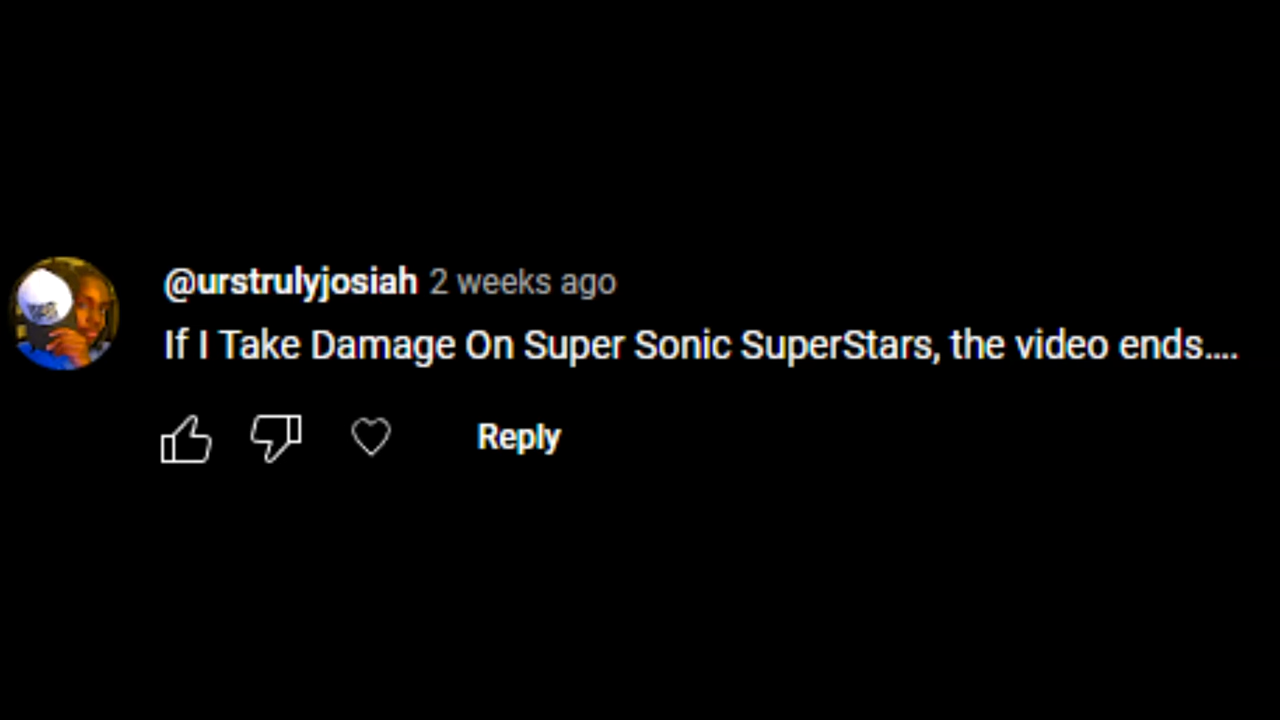 @urstrulyjosiah 2 weeks ago
If I Take Damage On Super Sonic SuperStars, the video ends....
Reply